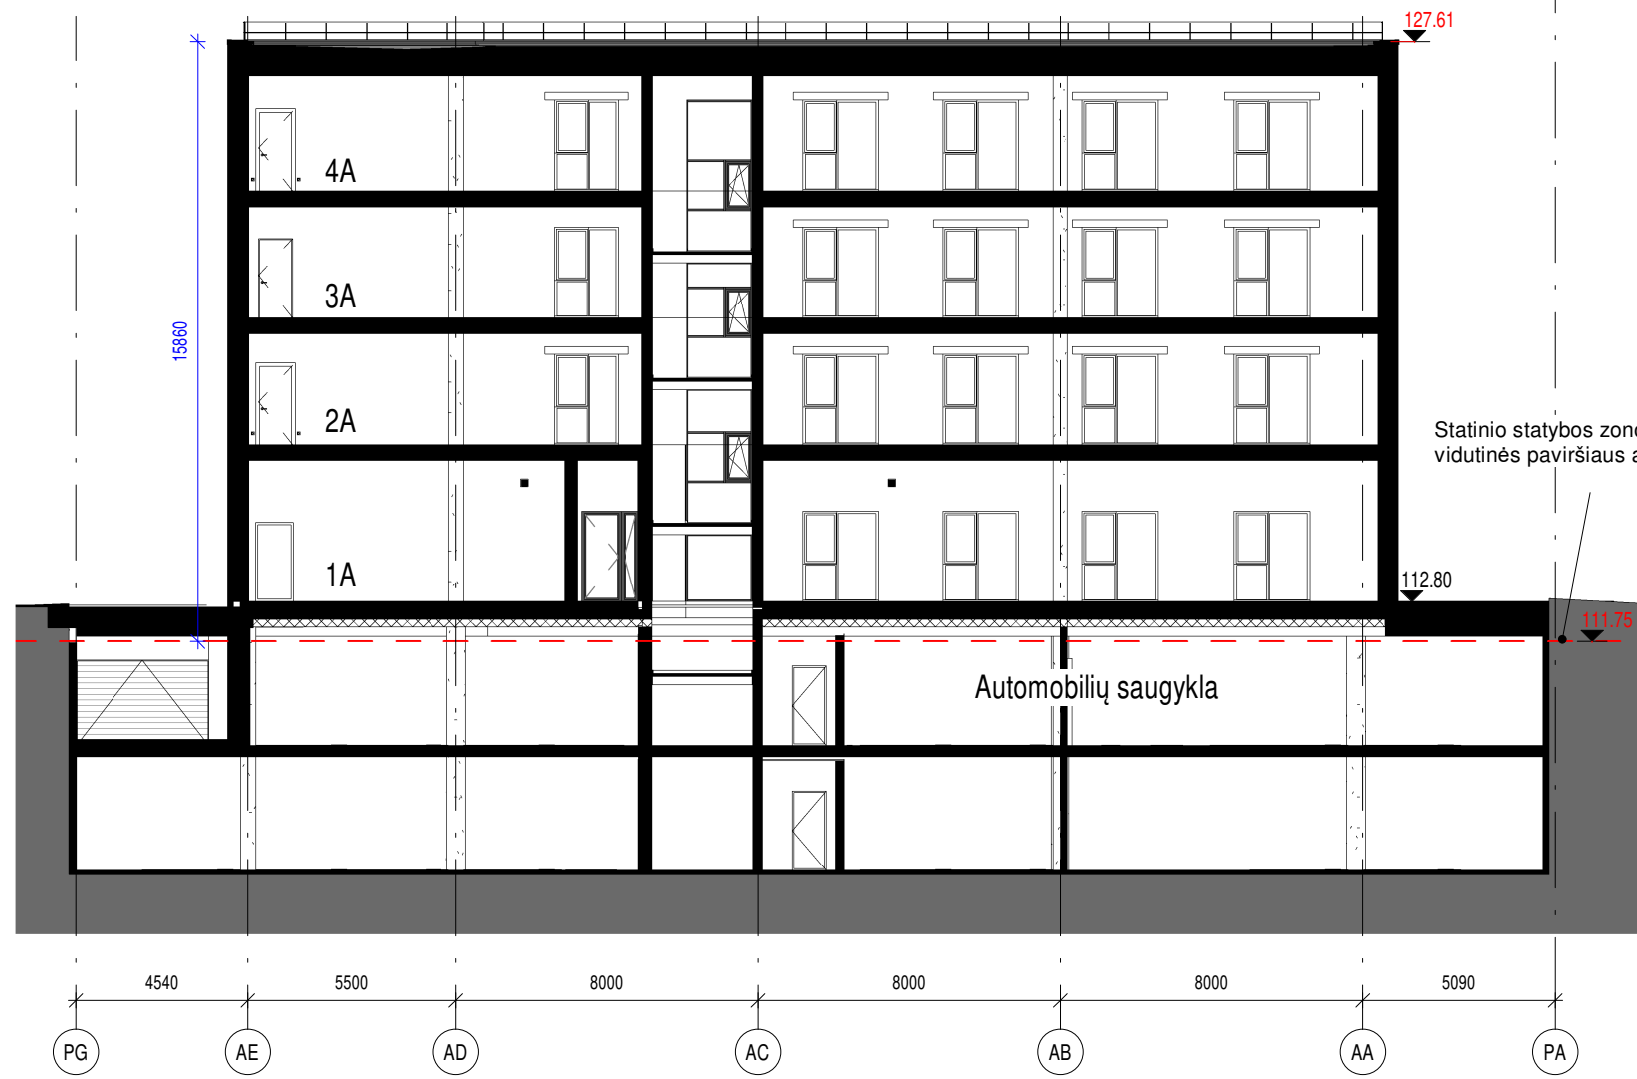 127.61
4A
3A
15860
2A
Statinio statybos zono
vidutinės paviršiaus a
1A
112.80
111.75
Automobilių saugykla
4540 5500 8000 8000 8000 5090
PG AE AD AC AB AA PA